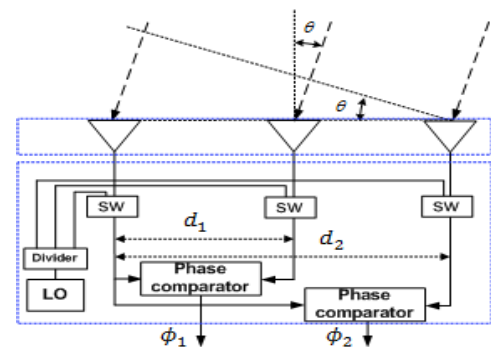 θ
θ
SW
SW
SW
d₁
d₂
Divider
LO
Phase
comparator
Phase
comparator
ϕ₁
ϕ₂